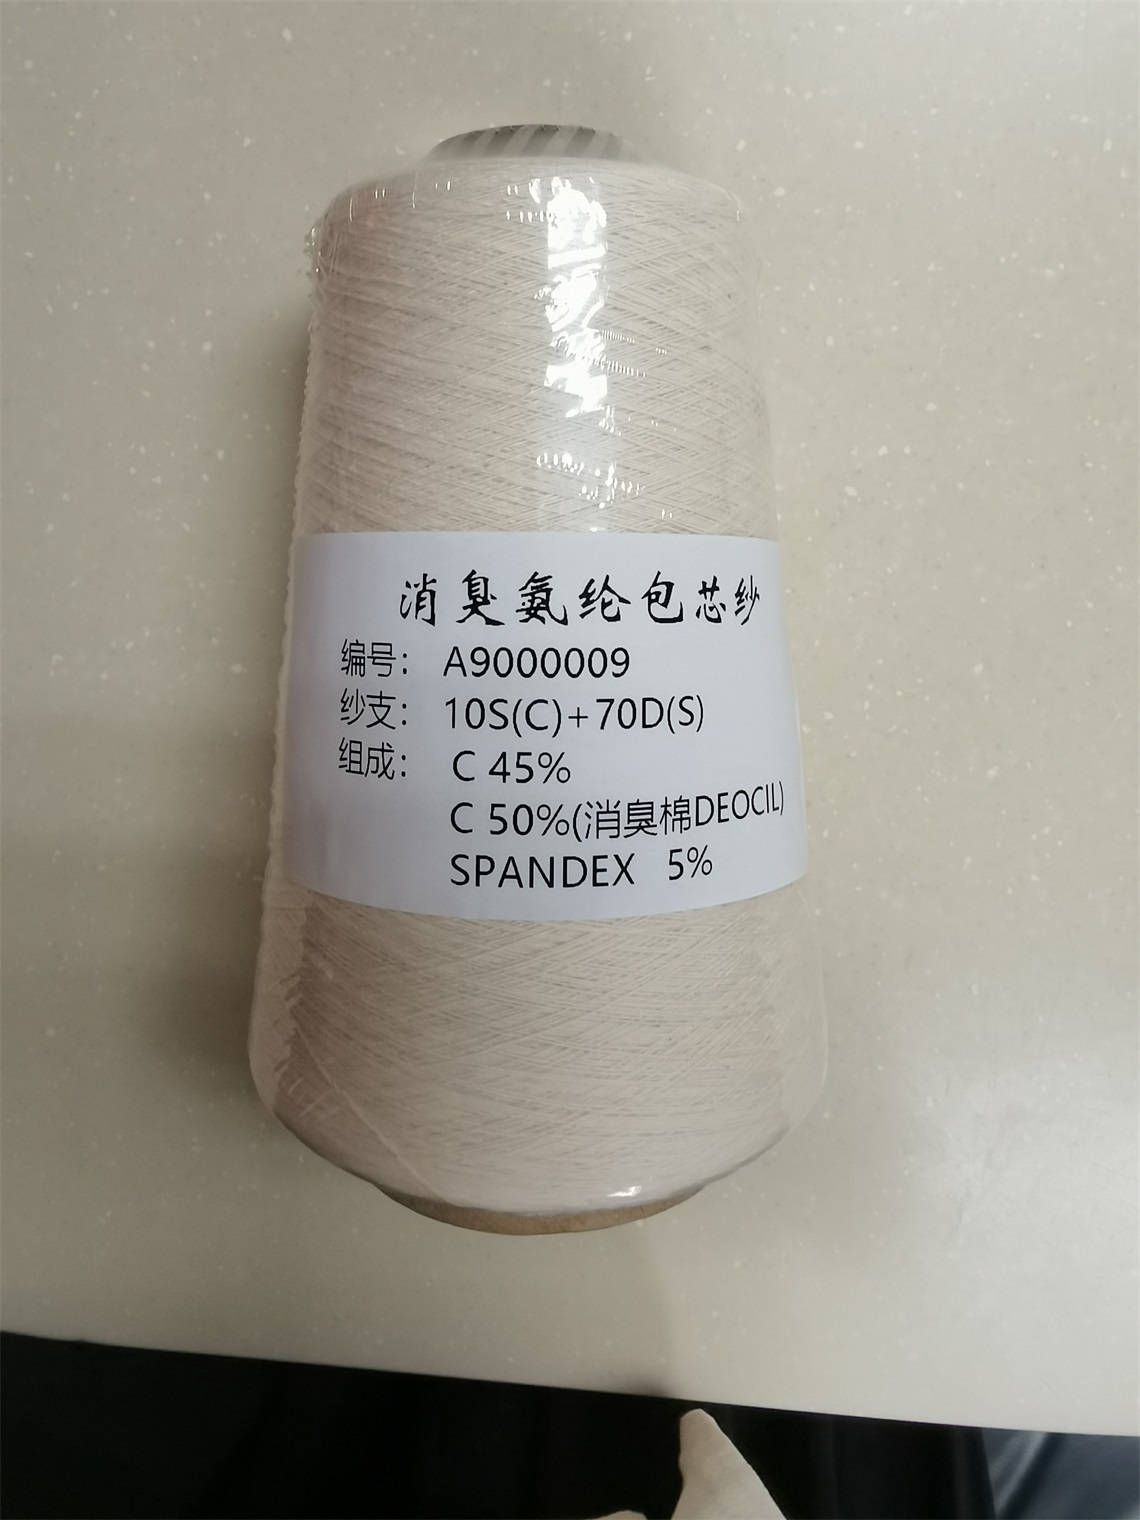 消臭氨纶包芯纱
编号： A9000009
纱支： 10S(C)+70D(S)
组成： C 45%
C 50%(消臭棉DEOCIL)
SPANDEX 5%